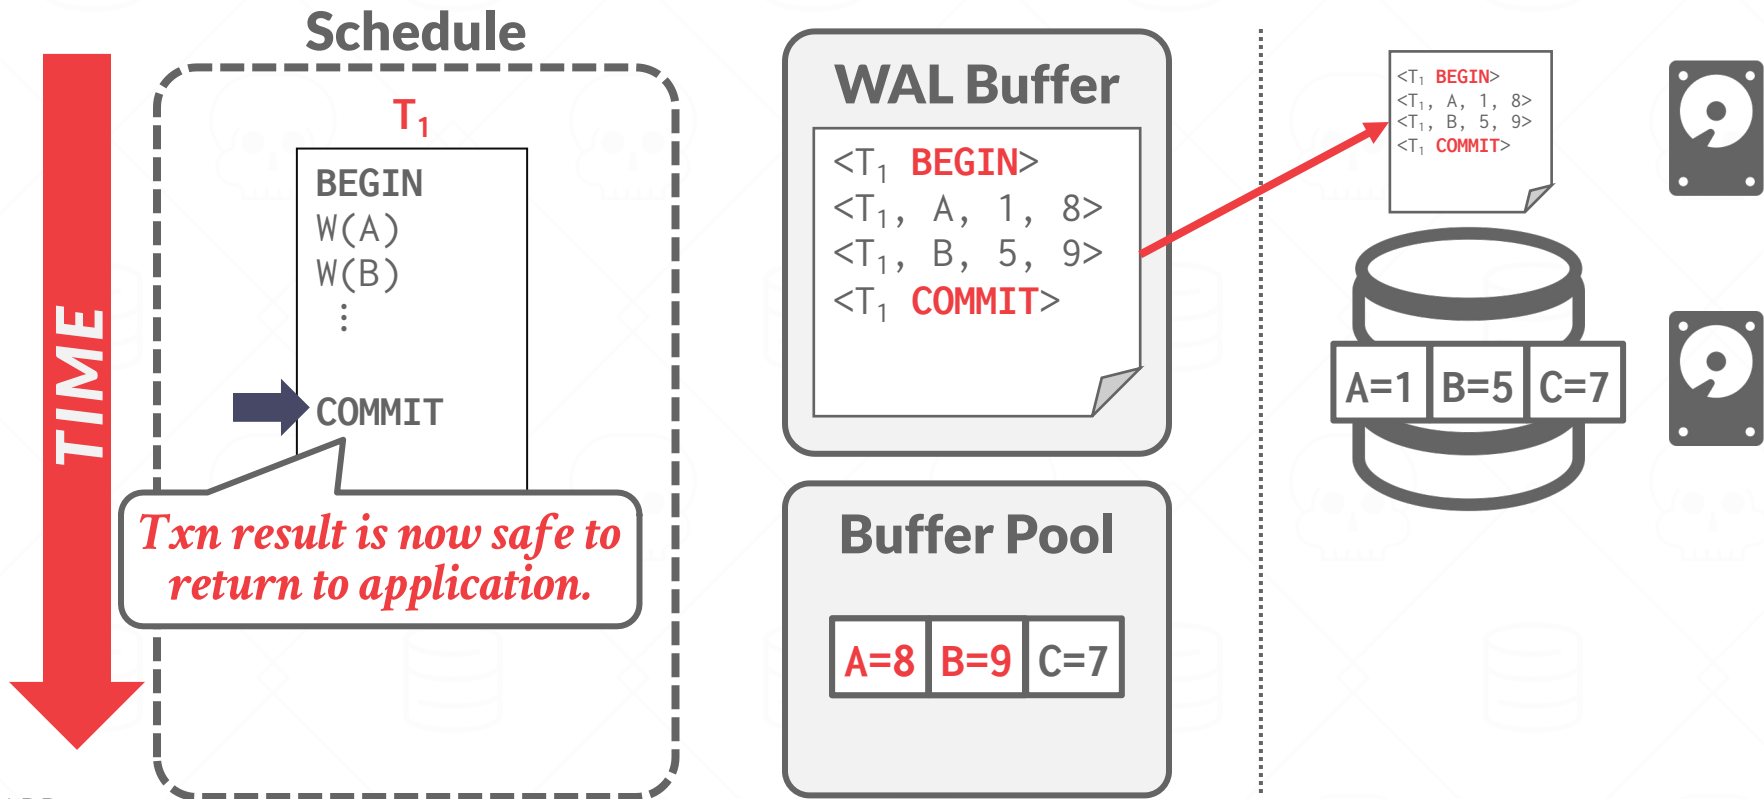 Schedule
TIME
T₁
BEGIN
W(A)
W(B)
⋮
COMMIT
Txn result is now safe to
return to application.
WAL Buffer
<T₁ BEGIN>
<T₁, A, 1, 8>
<T₁, B, 5, 9>
<T₁ COMMIT>
Buffer Pool
A=8 B=9 C=7
<T₁ BEGIN>
<T₁, A, 1, 8>
<T₁, B, 5, 9>
<T₁ COMMIT>
A=1 B=5 C=7